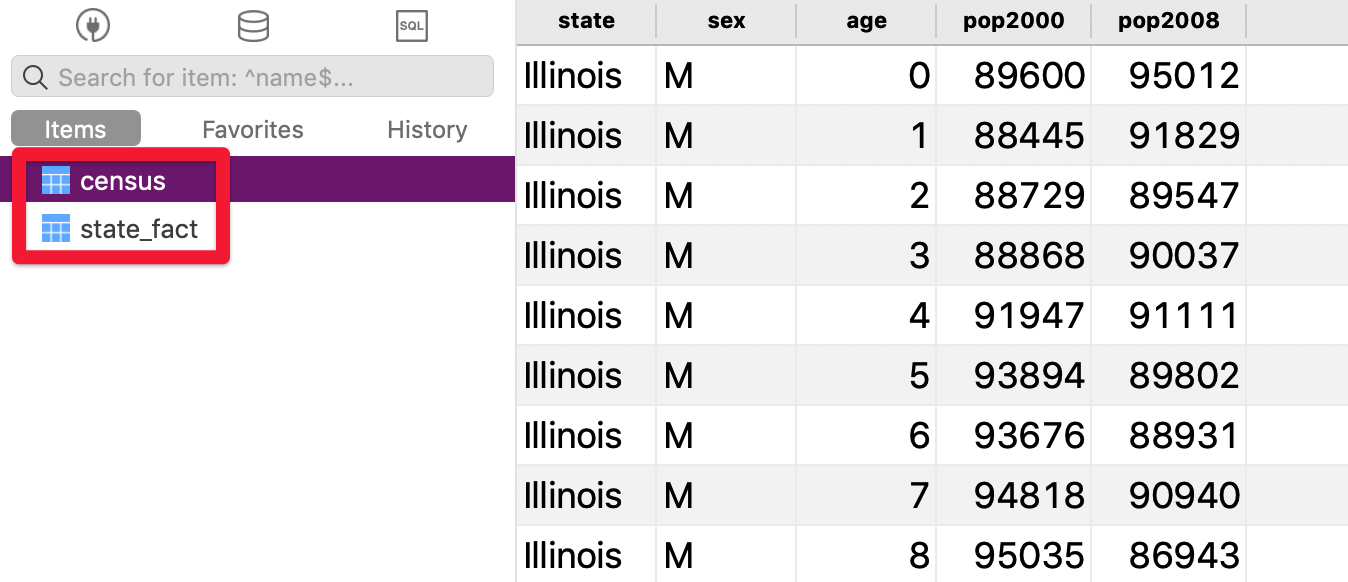 SQL
Search for item: ^name$...
Items Favorites History
census
state_fact
state sex age pop2000 pop2008
Illinois M 0 89600 95012
Illinois M 1 88445 91829
Illinois M 2 88729 89547
Illinois M 3 88868 90037
Illinois M 4 91947 91111
Illinois M 5 93894 89802
Illinois M 6 93676 88931
Illinois M 7 94818 90940
Illinois M 8 95035 86943